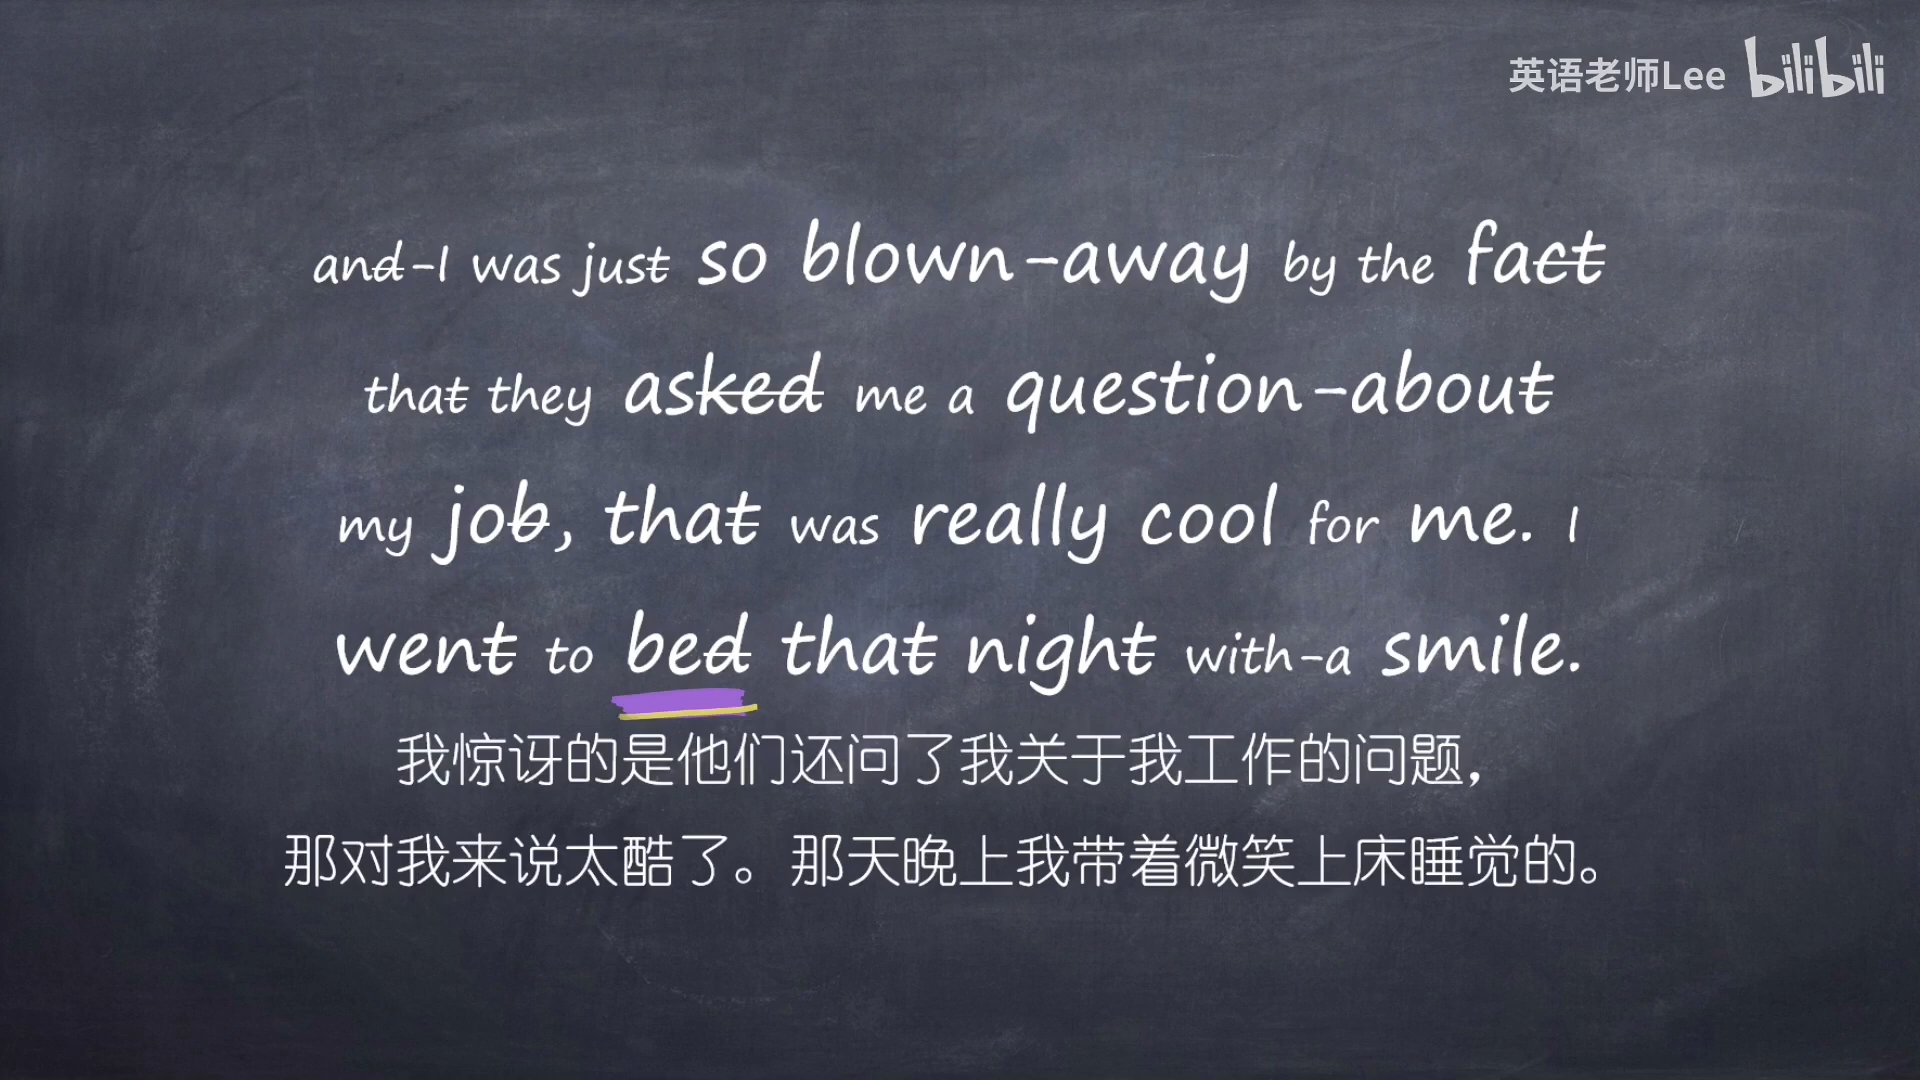 英语老师Lee bilibili
and-I was just so blown-away by the fact
that they asked me a question-about
my job, that was really cool for me. I
went to bed that night with-a smile.
我惊讶的是他们还问了我关于我工作的问题，
那对我来说太酷了。那天晚上我带着微笑上床睡觉的。